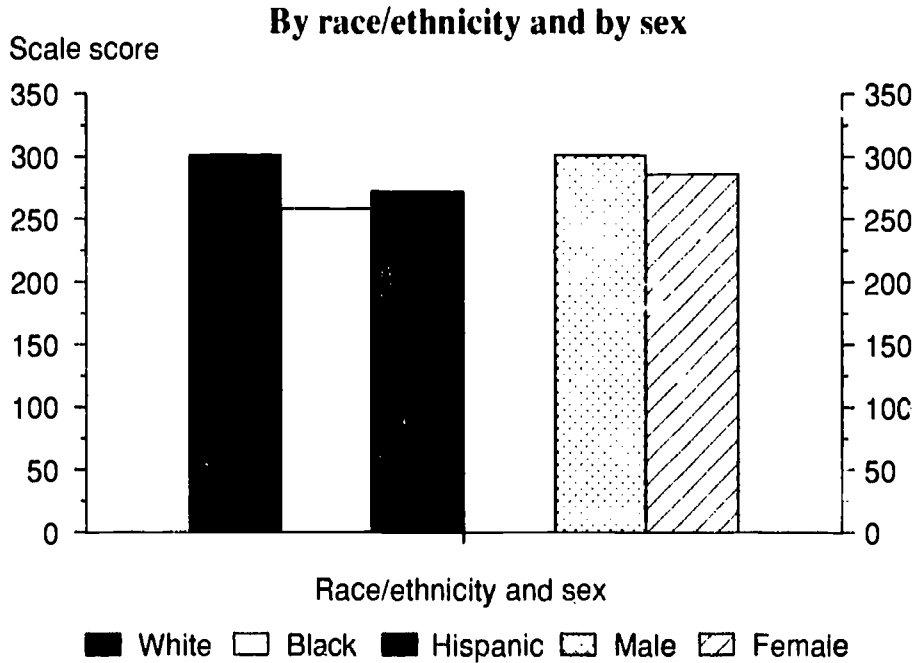 By race/ethnicity and by sex
Scale score
350 350
300 300
250 250
200 200
150 150
100 100
50 50
0 0
Race/ethnicity and sex
White Black Hispanic Male Female